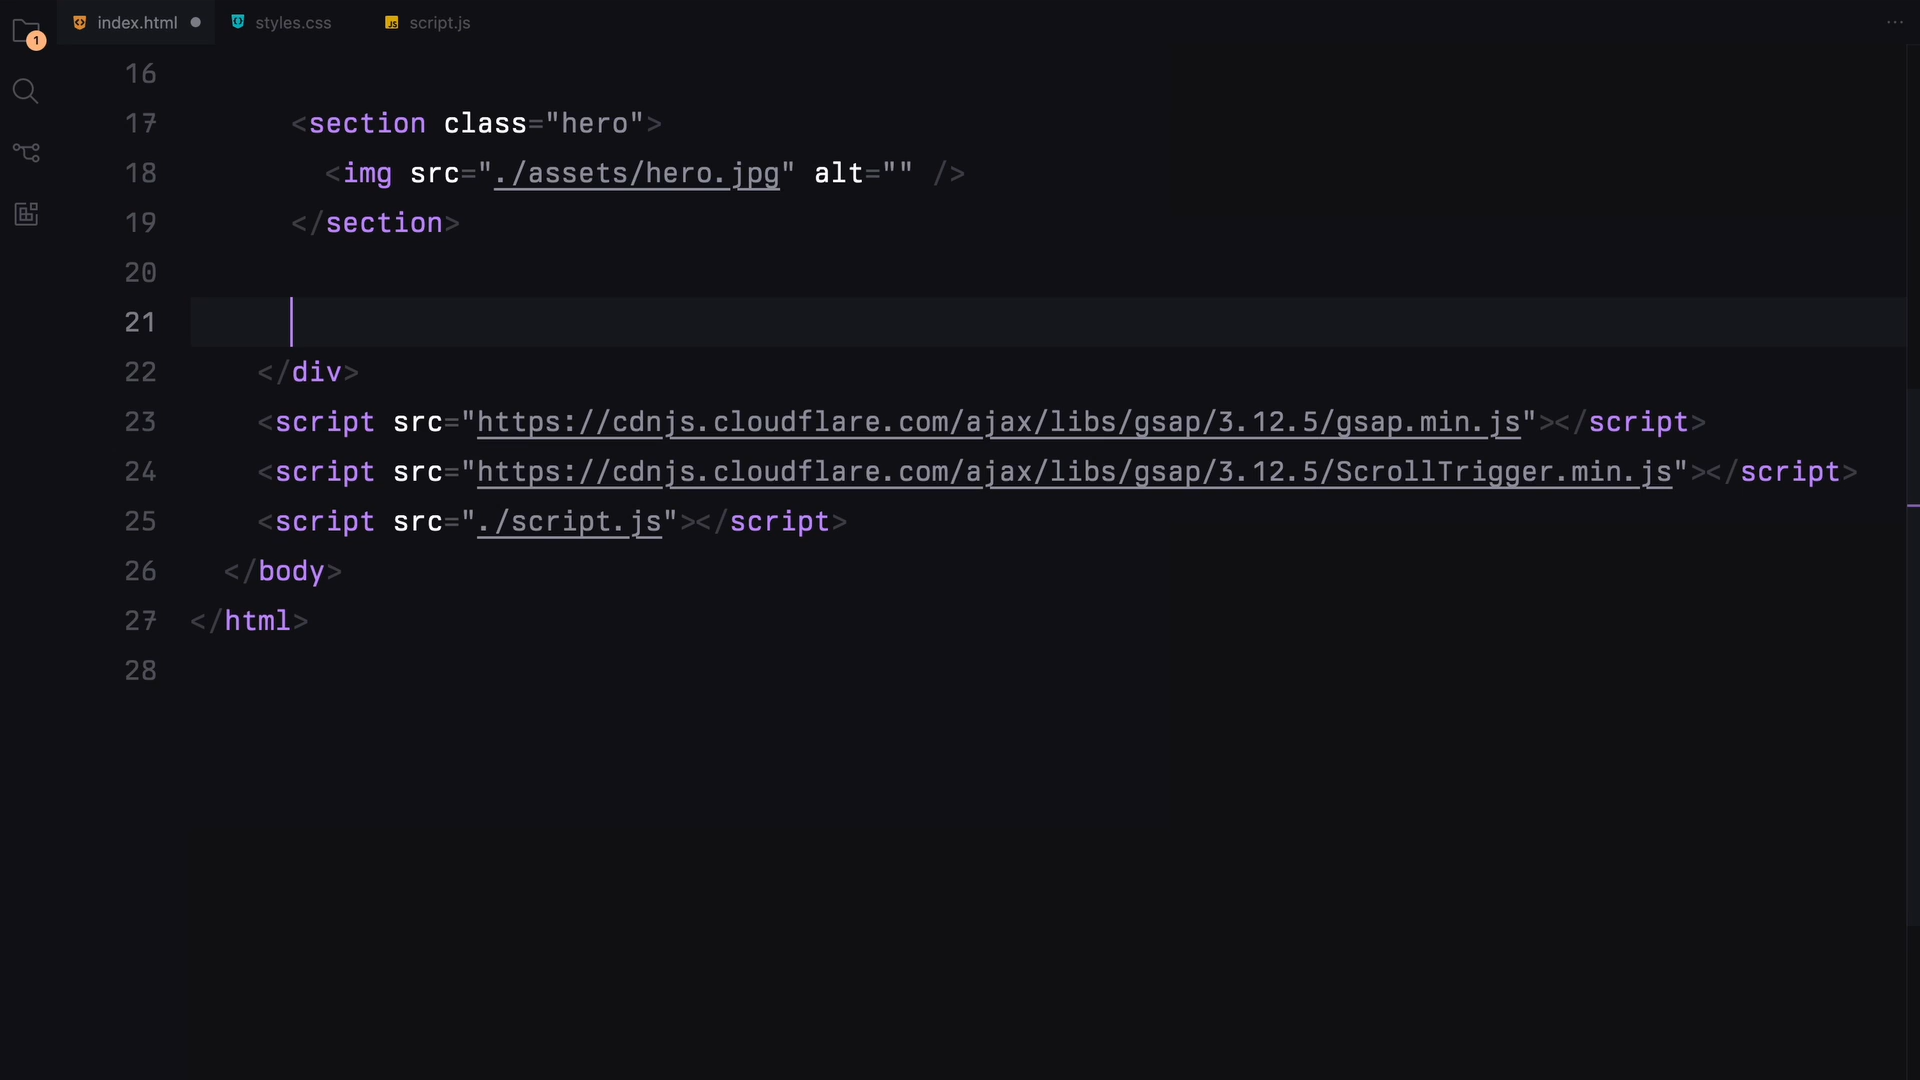 1
index.html
styles.css
JS script.js
16
17 <section class="hero">
18 <img src="./assets/hero.jpg" alt="" />
19 </section>
20
21
22 </div>
23 <script src="https://cdnjs.cloudflare.com/ajax/libs/gsap/3.12.5/gsap.min.js"></script>
24 <script src="https://cdnjs.cloudflare.com/ajax/libs/gsap/3.12.5/ScrollTrigger.min.js"></script>
25 <script src="./script.js"></script>
26 </body>
27 </html>
28